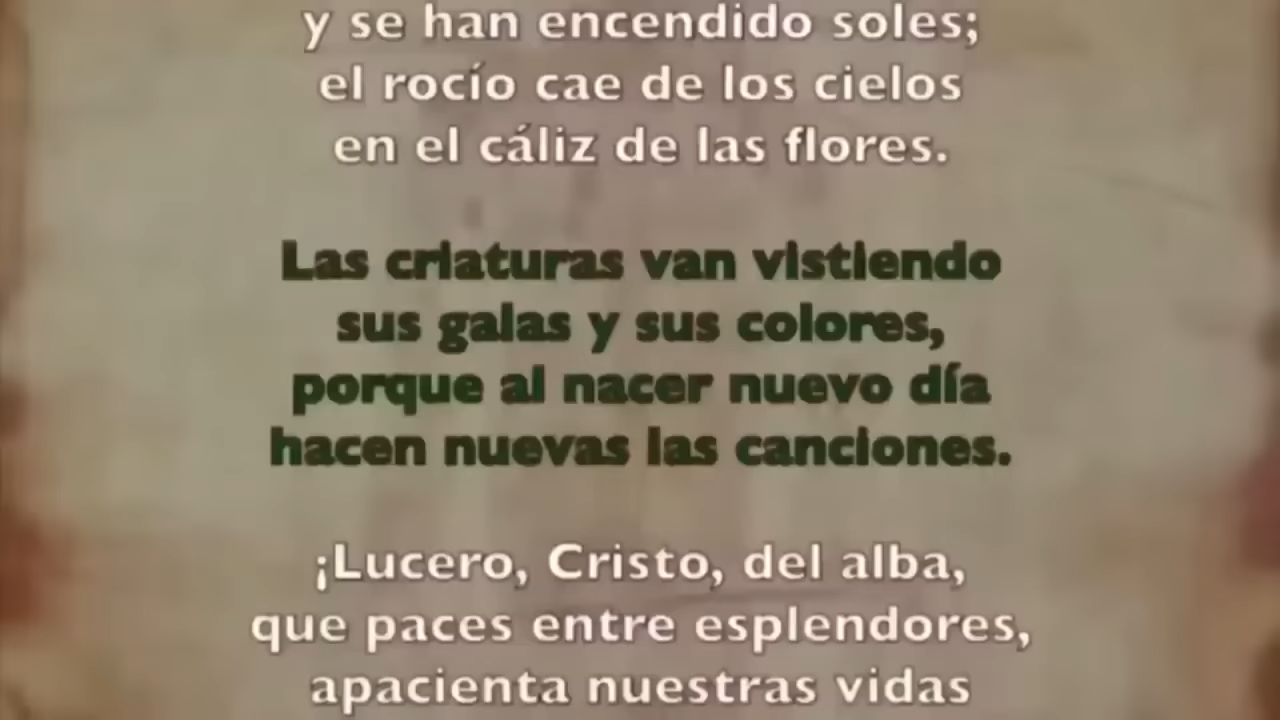 y se han encendido soles;
el rocío cae de los cielos
en el cáliz de las flores.
Las criaturas van vistiendo
sus galas y sus colores,
porque al nacer nuevo día
hacen nuevas las canciones.
¡Lucero, Cristo, del alba,
que paces entre esplendores,
apacienta nuestras vidas